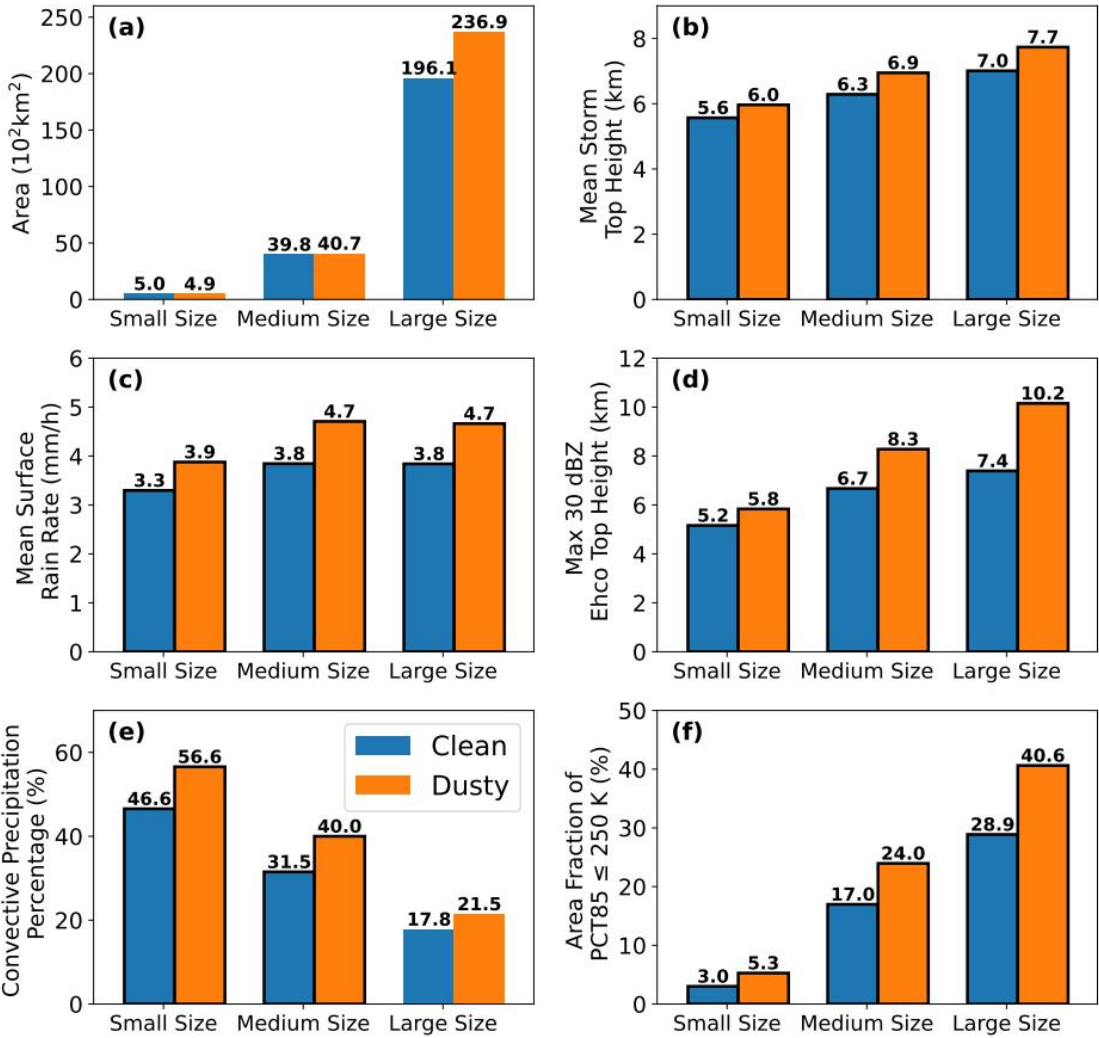 (a)
Area (10²km²)
250
200
150
100
50
0
5.0
4.9
39.8
40.7
196.1
236.9
Small Size
Medium Size
Large Size
(b)
Mean Storm
Top Height (km)
8
6
4
2
0
5.6
6.0
6.3
6.9
7.0
7.7
Small Size
Medium Size
Large Size
(c)
Mean Surface
Rain Rate (mm/h)
6
5
4
3
2
1
0
3.3
3.9
3.8
4.7
3.8
4.7
Small Size
Medium Size
Large Size
(d)
Max 30 dBZ
Ehco Top Height (km)
12
10
8
6
4
2
0
5.2
5.8
6.7
8.3
7.4
10.2
Small Size
Medium Size
Large Size
(e)
Convective Precipitation
Percentage (%)
60
40
20
0
46.6
56.6
31.5
40.0
17.8
21.5
Clean
Dusty
Small Size
Medium Size
Large Size
(f)
Area Fraction of
PCT85 ≤ 250 K (%)
50
40
30
20
10
0
3.0
5.3
17.0
24.0
28.9
40.6
Small Size
Medium Size
Large Size